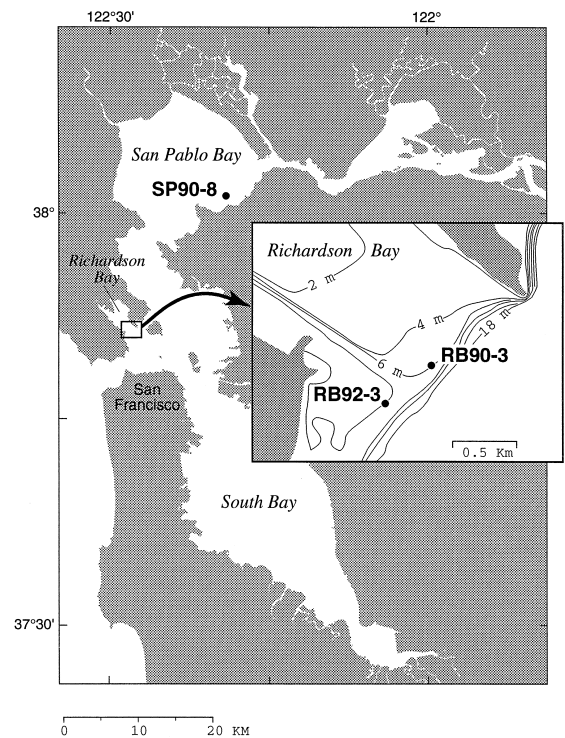 122°30'
122°
San Pablo Bay
SP90-8
38°
Richardson
Bay
Richardson Bay
2 m
4 m
18 m
6 m
RB90-3
RB92-3
0.5 Km
San
Francisco
South Bay
37°30'
0 10 20 KM